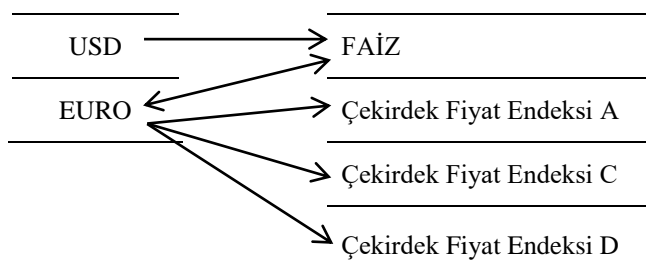 USD FAİZ
EURO Çekirdek Fiyat Endeksi A
Çekirdek Fiyat Endeksi C
Çekirdek Fiyat Endeksi D